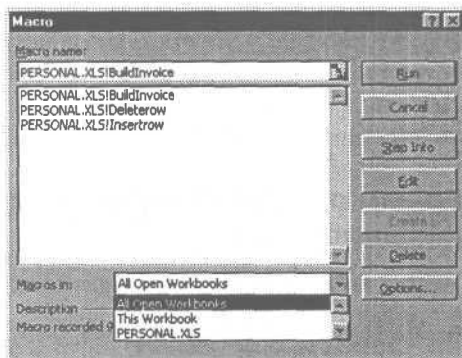 Macro
Macro name:
PERSONAL.XLS!BuildInvoice
PERSONAL.XLS!BuildInvoice
PERSONAL.XLS!Deleterow
PERSONAL.XLS!Insertrow
Run
Cancel
Step Into
Edit
Create
Delete
Options...
Macros in:
All Open Workbooks
All Open Workbooks
This Workbook
PERSONAL.XLS
Description
Macro recorded 9